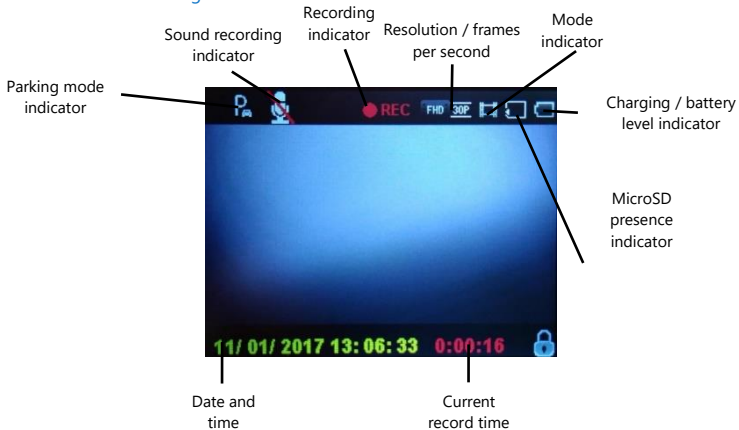 Recording
indicator
Sound recording
indicator
Resolution / frames
per second
Mode
indicator
Parking mode
indicator
Charging / battery
level indicator
REC
FHD 30P
MicroSD
presence
indicator
11/ 01/ 2017 13: 06: 33 0:00:16
Date and
time
Current
record time